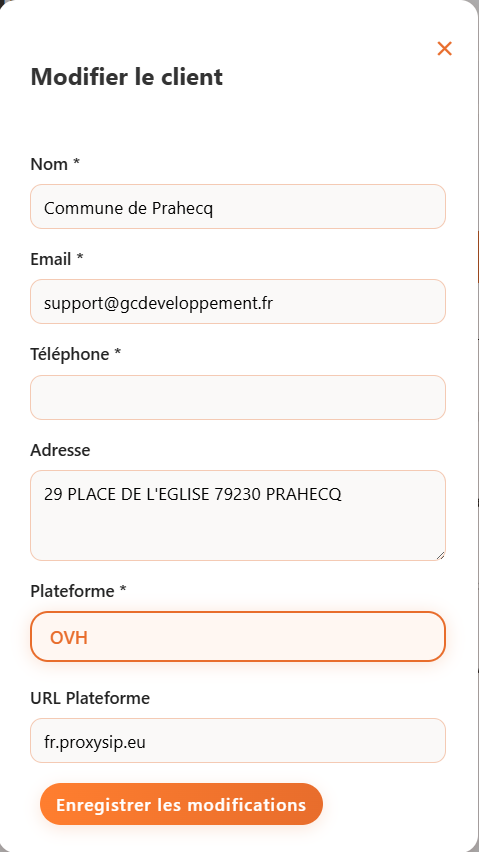 ×
Modifier le client
Nom *
Commune de Prahecq
Email *
support@gcdeveloppement.fr
Téléphone *
Adresse
29 PLACE DE L'EGLISE 79230 PRAHECQ
Plateforme *
OVH
URL Plateforme
fr.proxysip.eu
Enregistrer les modifications